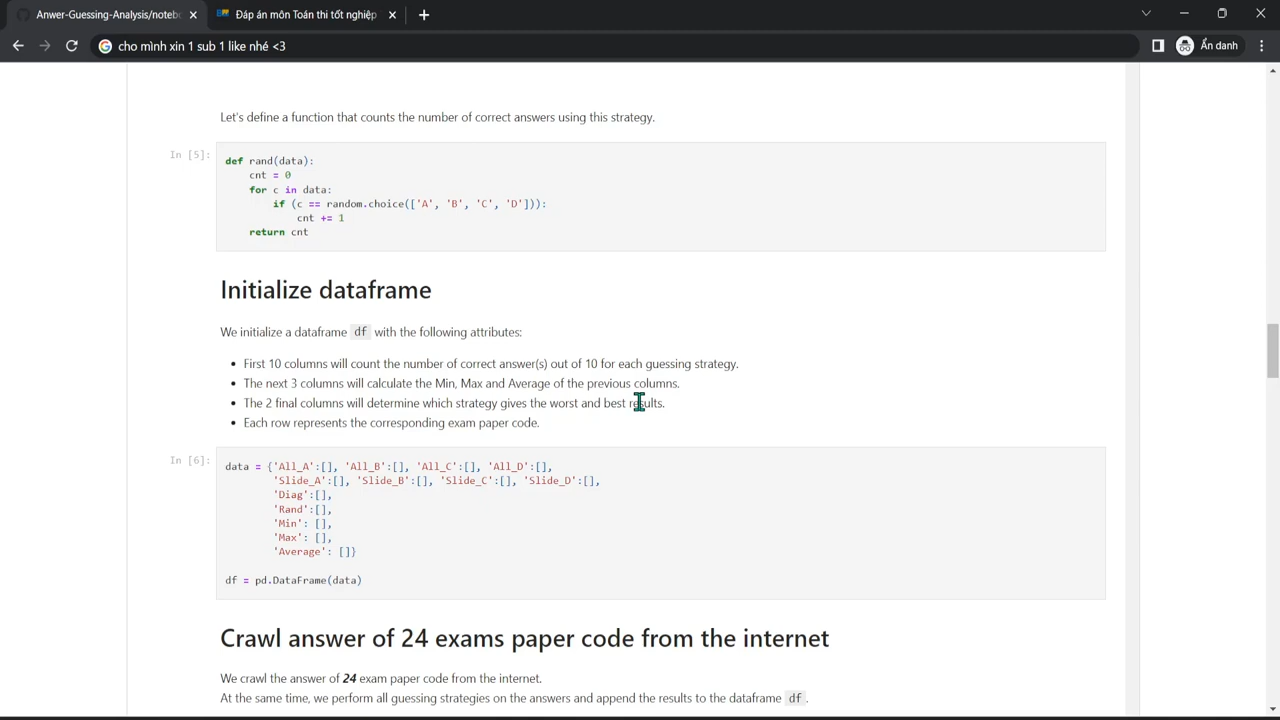 Anwer-Guessing-Analysis/notebo
Đáp án môn Toán thi tốt nghiệp
cho mình xin 1 sub 1 like nhé <3
Ẩn danh
Let's define a function that counts the number of correct answers using this strategy.
In [5]:
def rand(data):
    cnt = 0
    for c in data:
        if (c == random.choice(['A', 'B', 'C', 'D'])):
            cnt += 1
    return cnt
Initialize dataframe
We initialize a dataframe df with the following attributes:
• First 10 columns will count the number of correct answer(s) out of 10 for each guessing strategy.
• The next 3 columns will calculate the Min, Max and Average of the previous columns.
• The 2 final columns will determine which strategy gives the worst and best results.
• Each row represents the corresponding exam paper code.
In [6]:
data = {'All_A':[], 'All_B':[], 'All_C':[], 'All_D':[],
        'Slide_A':[], 'Slide_B':[], 'Slide_C':[], 'Slide_D':[],
        'Diag':[],
        'Rand':[],
        'Min': [],
        'Max': [],
        'Average': []}
df = pd.DataFrame(data)
Crawl answer of 24 exams paper code from the internet
We crawl the answer of 24 exam paper code from the internet.
At the same time, we perform all guessing strategies on the answers and append the results to the dataframe df .